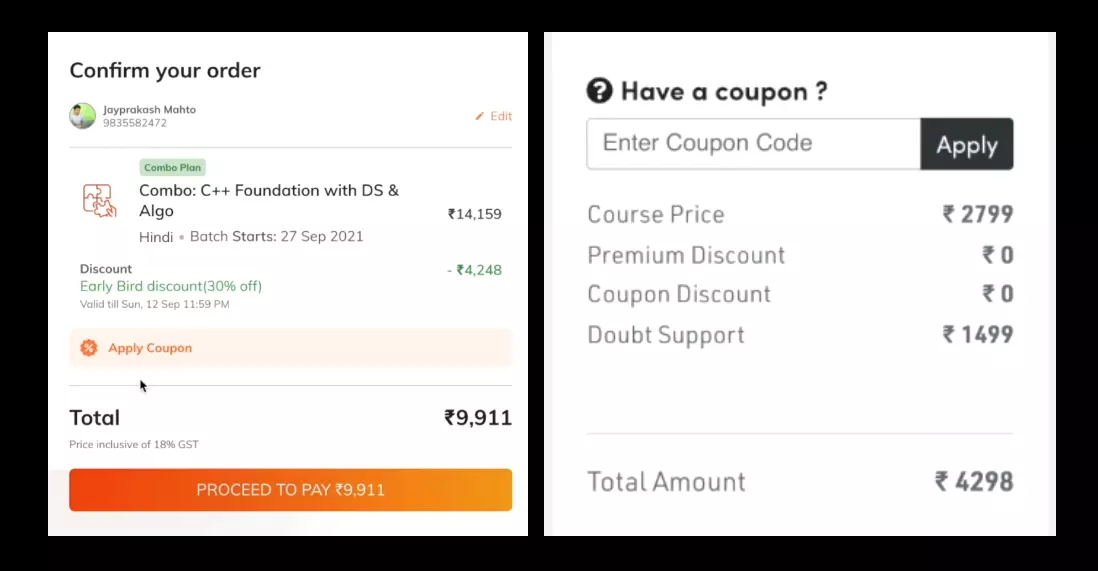 Confirm your order
Jayprakash Mahto
9835582472
Edit
Combo Plan
Combo: C++ Foundation with DS &
Algo
₹14,159
Hindi • Batch Starts: 27 Sep 2021
Discount
- ₹4,248
Early Bird discount(30% off)
Valid till Sun, 12 Sep 11:59 PM
Apply Coupon
Total ₹9,911
Price inclusive of 18% GST
PROCEED TO PAY ₹9,911
Have a coupon ?
Enter Coupon Code Apply
Course Price ₹ 2799
Premium Discount ₹ 0
Coupon Discount ₹ 0
Doubt Support ₹ 1499
Total Amount ₹ 4298